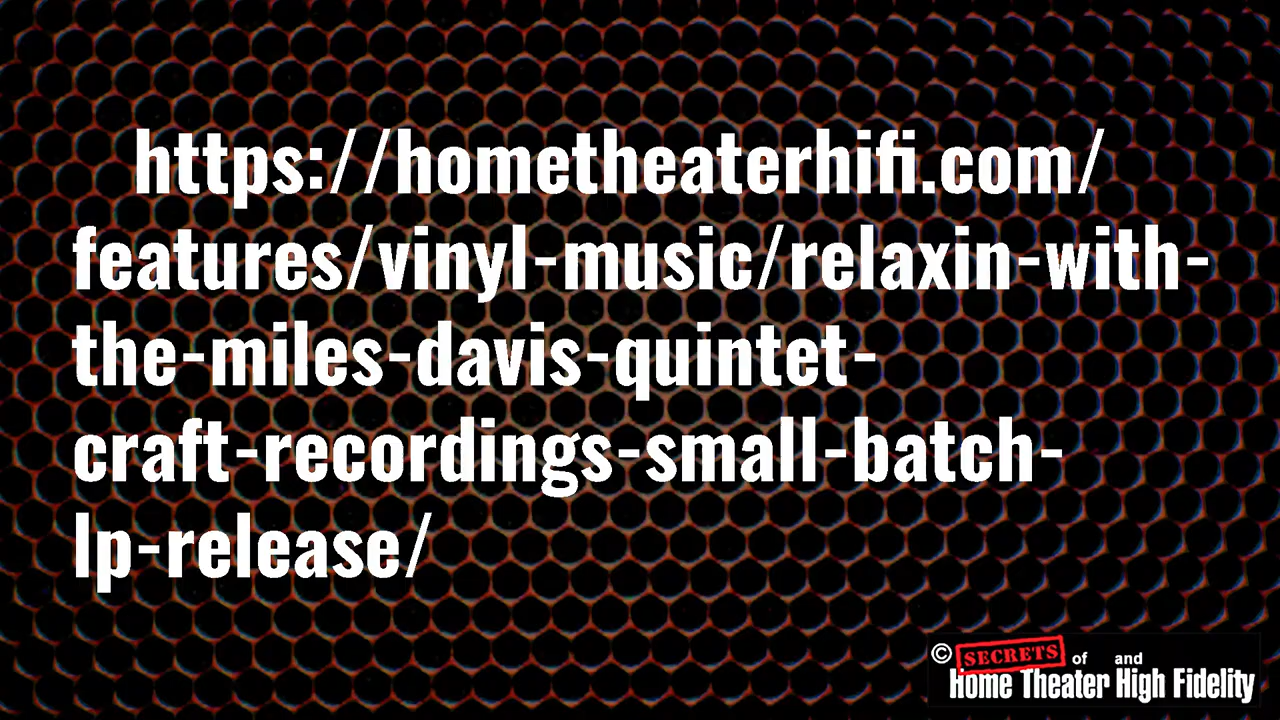 https://hometheaterhifi.com/
features/vinyl-music/relaxin-with-
the-miles-davis-quintet-
craft-recordings-small-batch-
lp-release/
© SECRETS of and
Home Theater High Fidelity